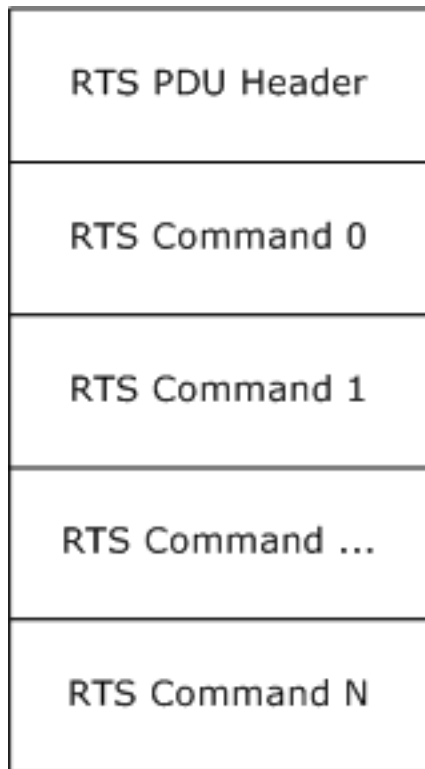 RTS PDU Header
RTS Command 0
RTS Command 1
RTS Command ...
RTS Command N